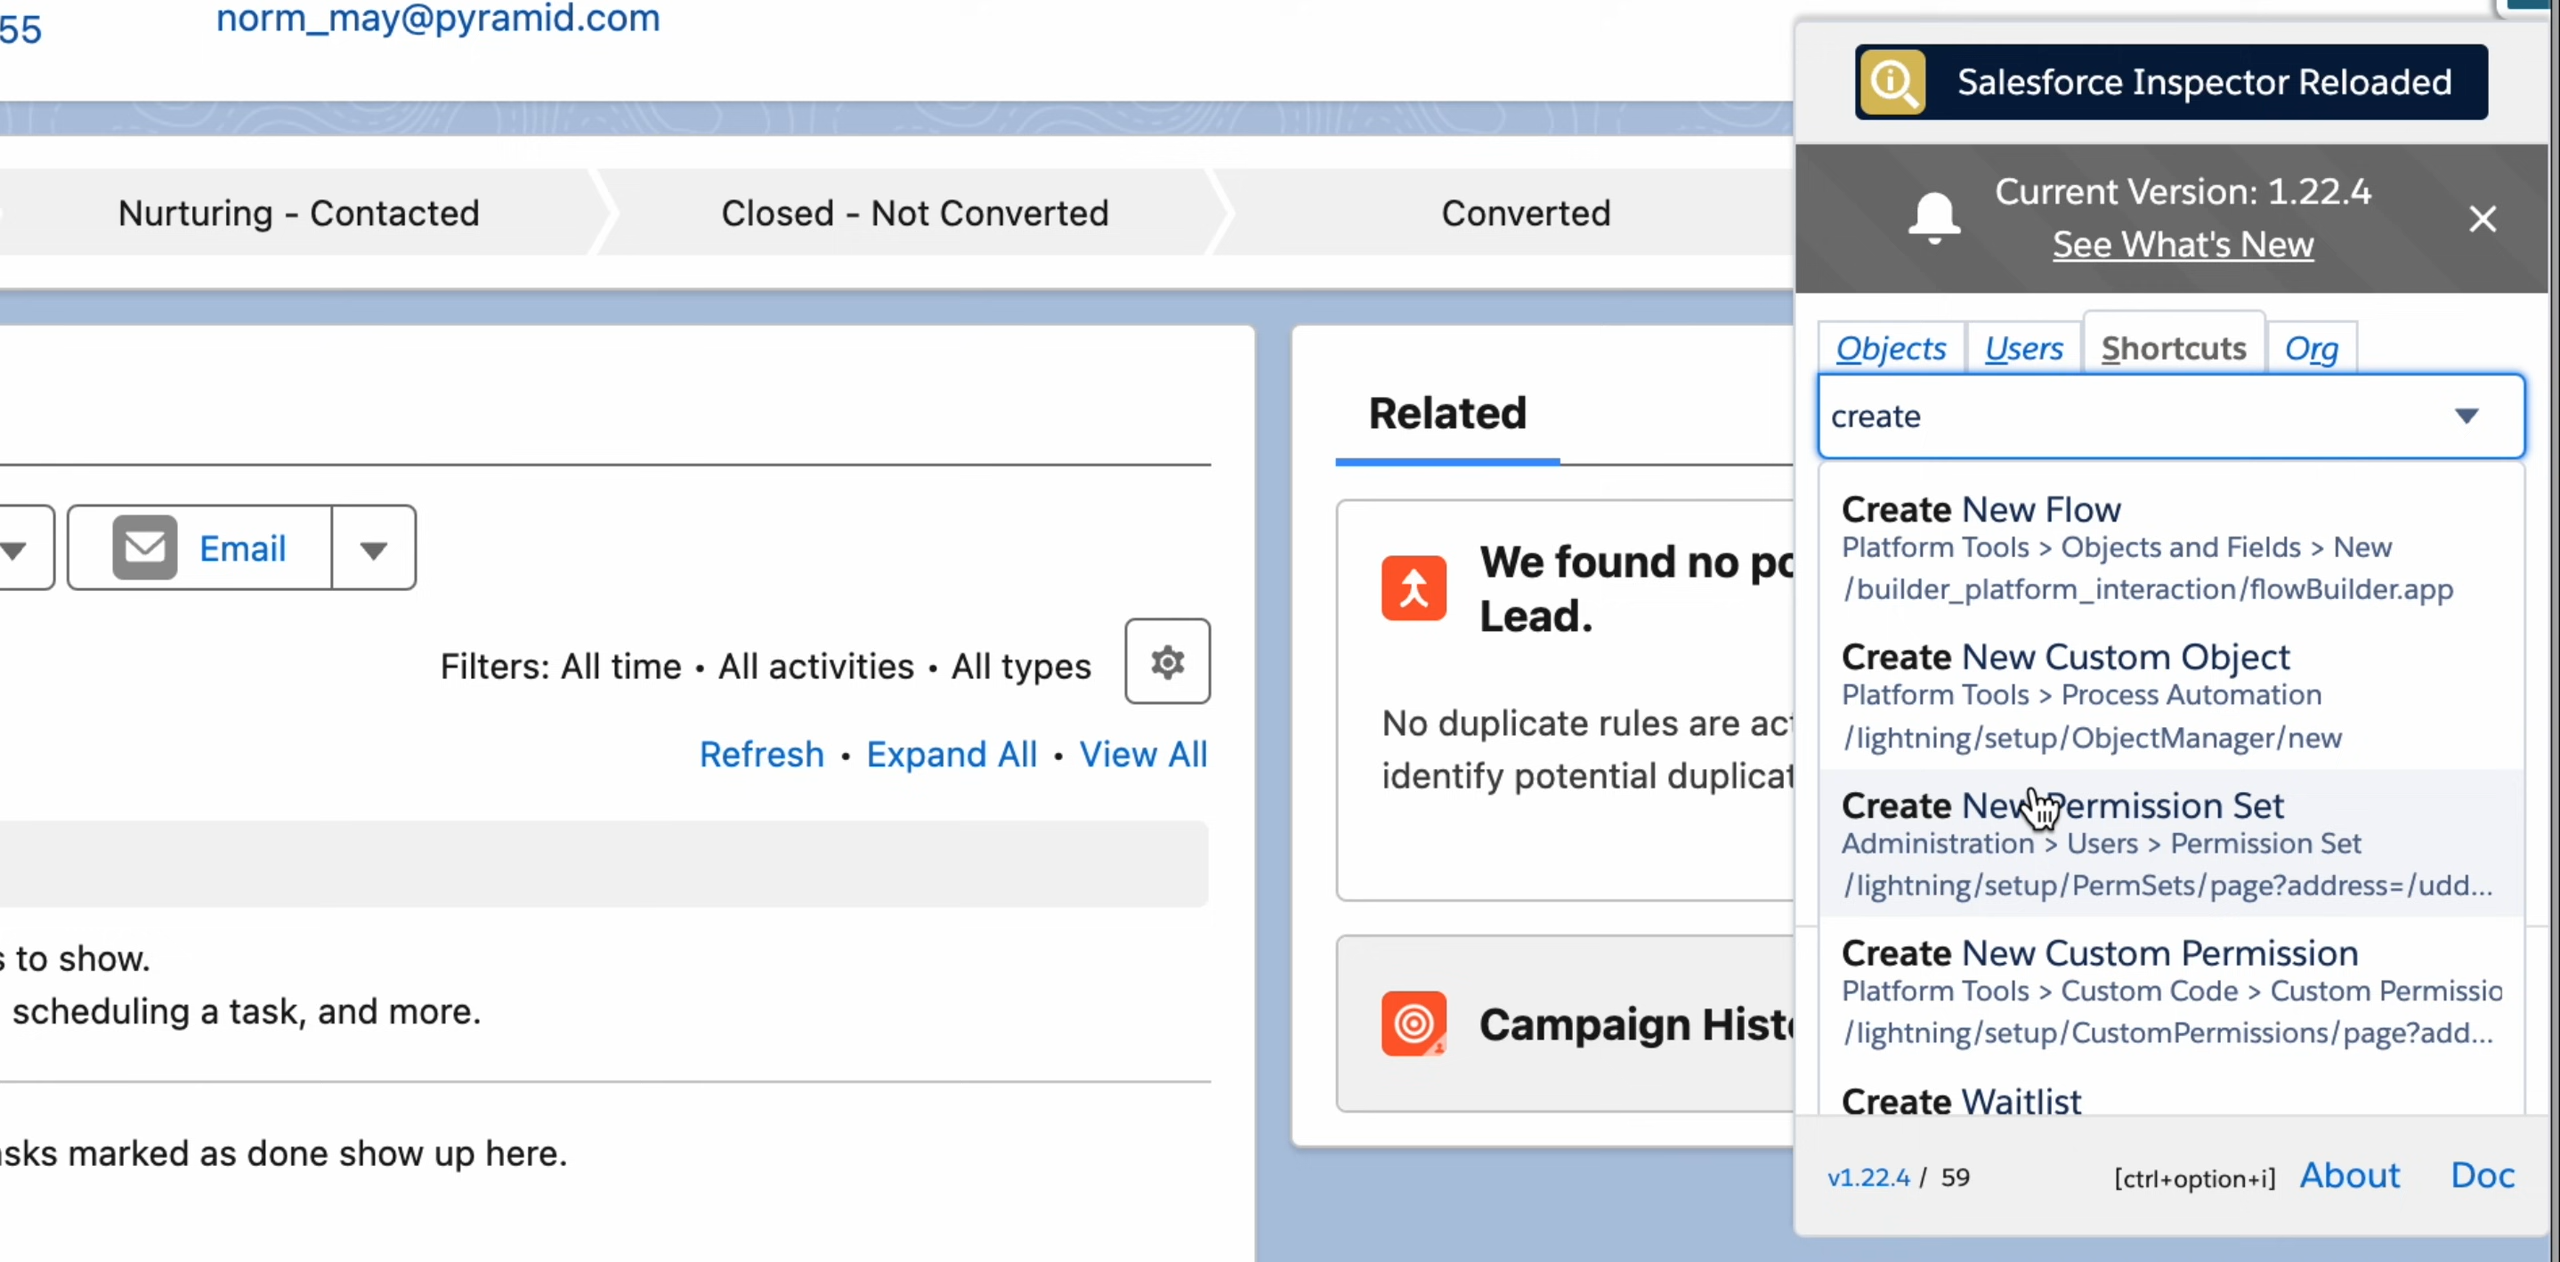 55
norm_may@pyramid.com
Nurturing - Contacted
Closed - Not Converted
Converted
Email
Filters: All time • All activities • All types
Refresh • Expand All • View All
s to show.
scheduling a task, and more.
asks marked as done show up here.
Related
We found no po
Lead.
No duplicate rules are act
identify potential duplicat
Campaign Histo
Salesforce Inspector Reloaded
Current Version: 1.22.4
See What's New
Objects
Users
Shortcuts
Org
create
Create New Flow
Platform Tools > Objects and Fields > New
/builder_platform_interaction/flowBuilder.app
Create New Custom Object
Platform Tools > Process Automation
/lightning/setup/ObjectManager/new
Create New Permission Set
Administration > Users > Permission Set
/lightning/setup/PermSets/page?address=/udd...
Create New Custom Permission
Platform Tools > Custom Code > Custom Permissio
/lightning/setup/CustomPermissions/page?add...
Create Waitlist
v1.22.4 / 59
[ctrl+option+i]
About
Doc